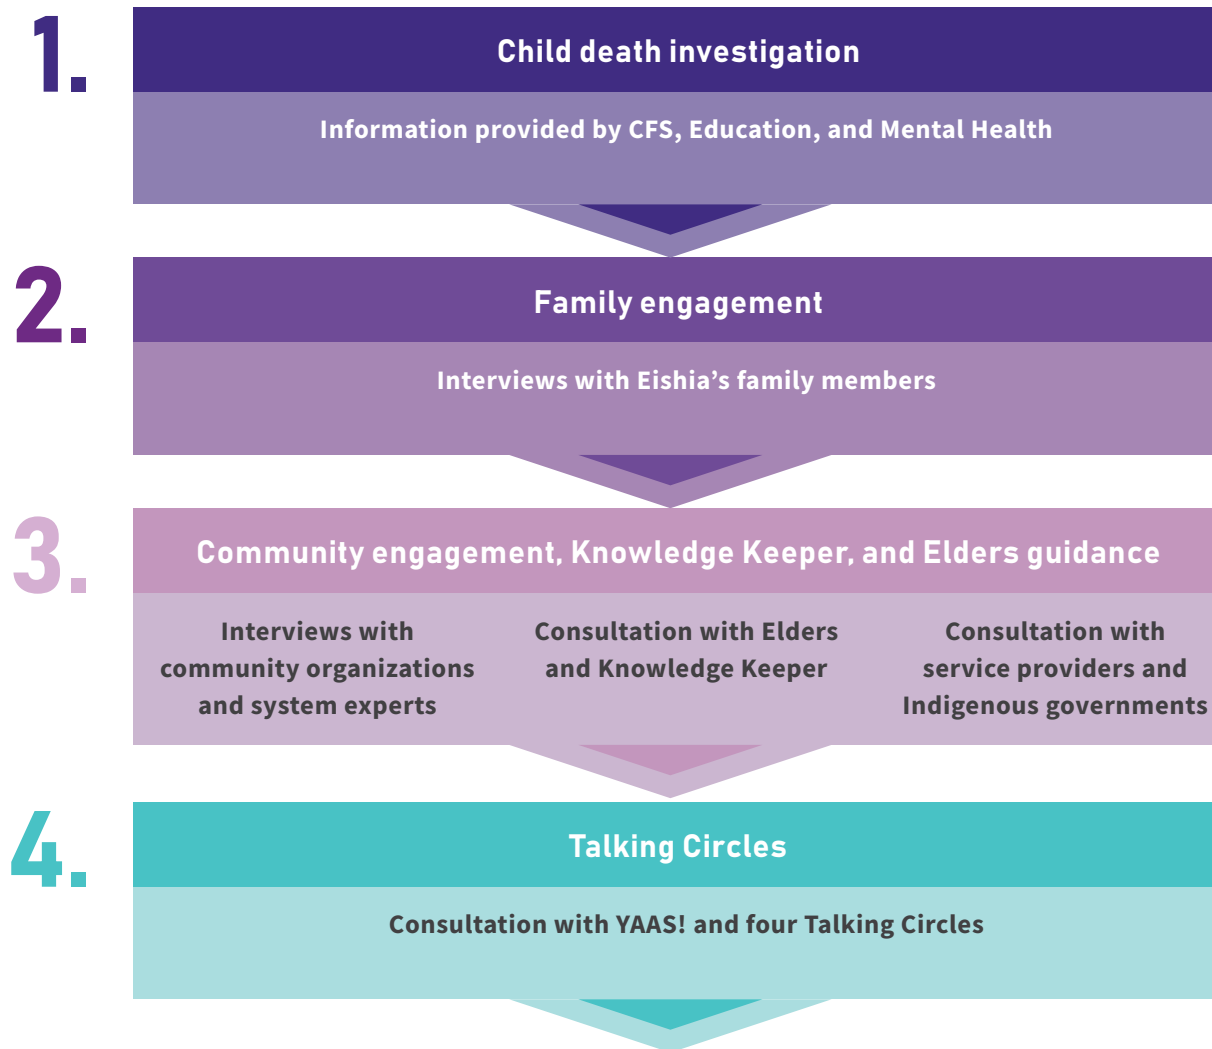 1.
Child death investigation
Information provided by CFS, Education, and Mental Health
2.
Family engagement
Interviews with Eishia’s family members
3.
Community engagement, Knowledge Keeper, and Elders guidance
Interviews with
community organizations
and system experts
Consultation with Elders
and Knowledge Keeper
Consultation with
service providers and
Indigenous governments
4.
Talking Circles
Consultation with YAAS! and four Talking Circles